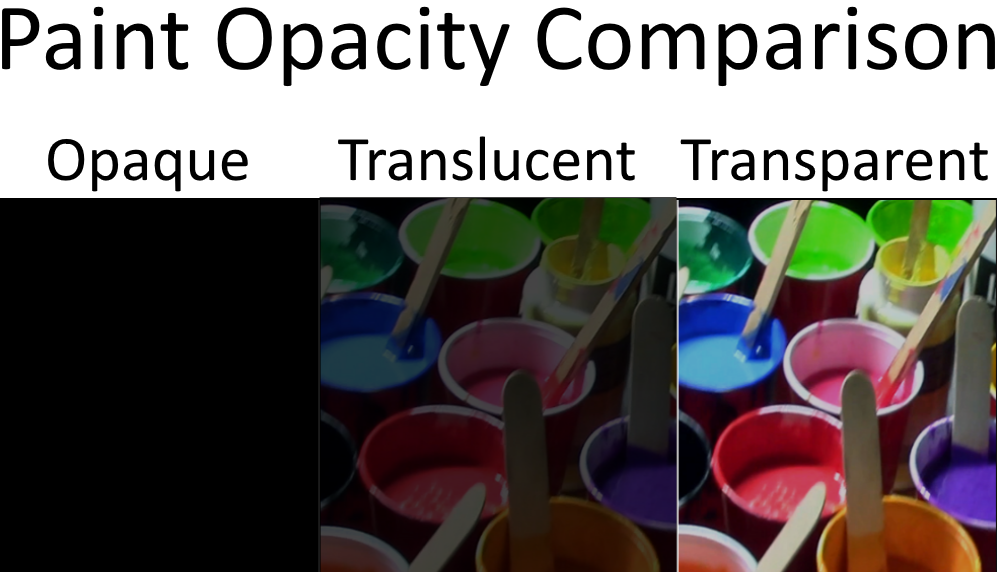 Paint Opacity Comparison
Opaque Translucent Transparent